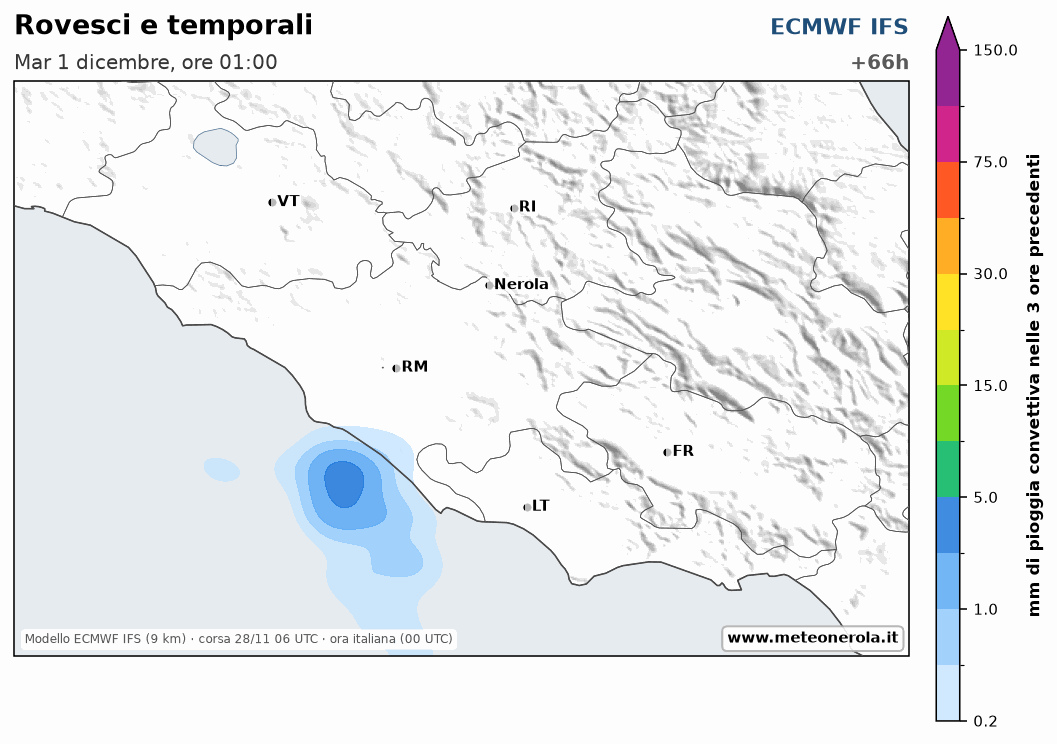 Rovesci e temporali
ECMWF IFS
Mar 1 dicembre, ore 01:00
+66h
VT
RI
Nerola
RM
FR
LT
Modello ECMWF IFS (9 km) · corsa 28/11 06 UTC · ora italiana (00 UTC)
www.meteonerola.it
150.0
75.0
30.0
15.0
5.0
1.0
0.2
mm di pioggia convettiva nelle 3 ore precedenti